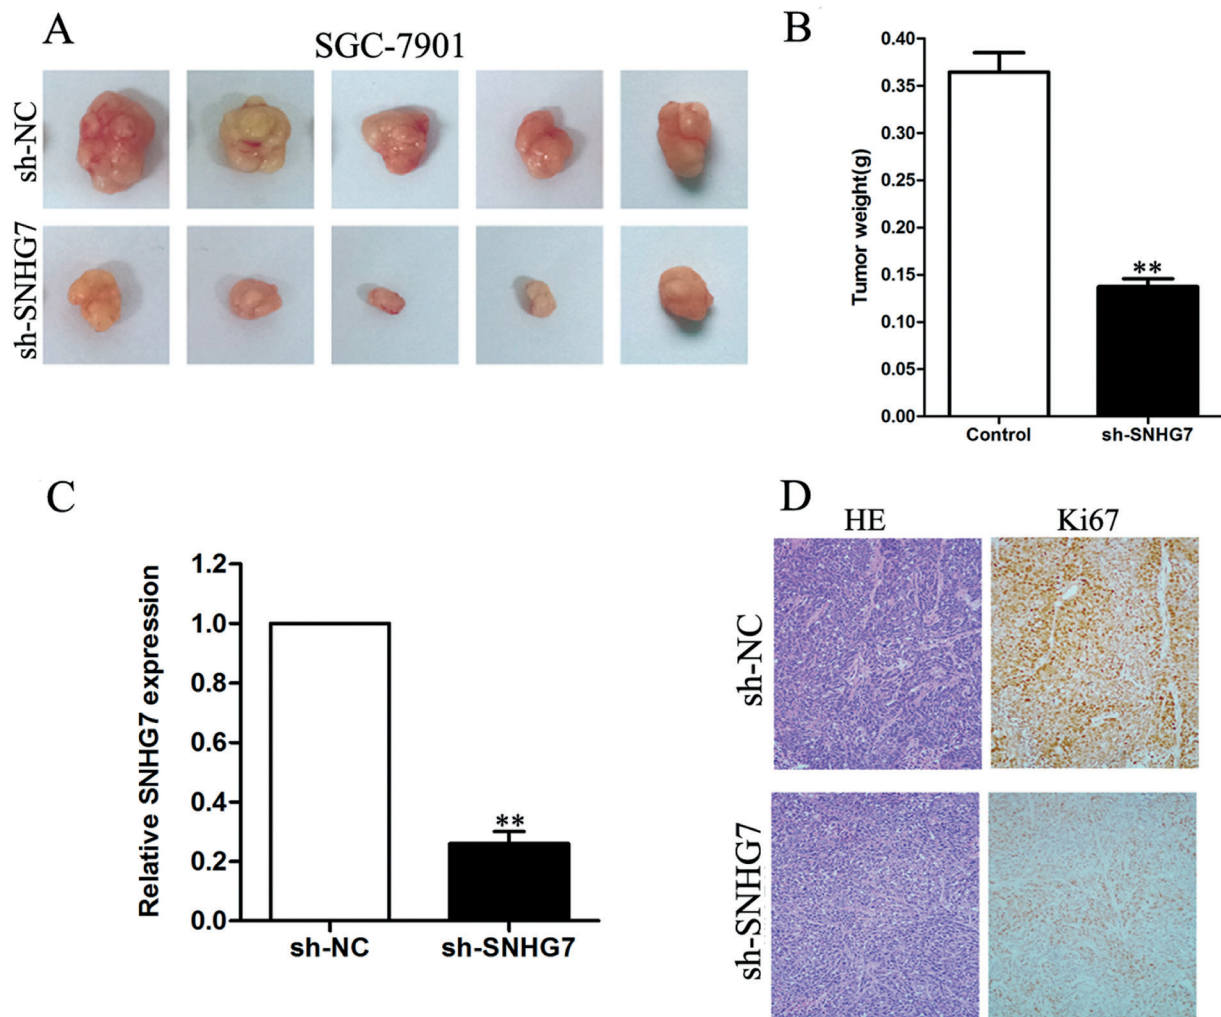 A
SGC-7901
sh-NC
sh-SNHG7
B
Tumor weight(g)
0.40
0.35
0.30
0.25
0.20
0.15
0.10
0.05
0.00
**
Control
sh-SNHG7
C
Relative SNHG7 expression
1.2
1.0
0.8
0.6
0.4
0.2
0.0
**
sh-NC
sh-SNHG7
D
HE
Ki67
sh-NC
sh-SNHG7